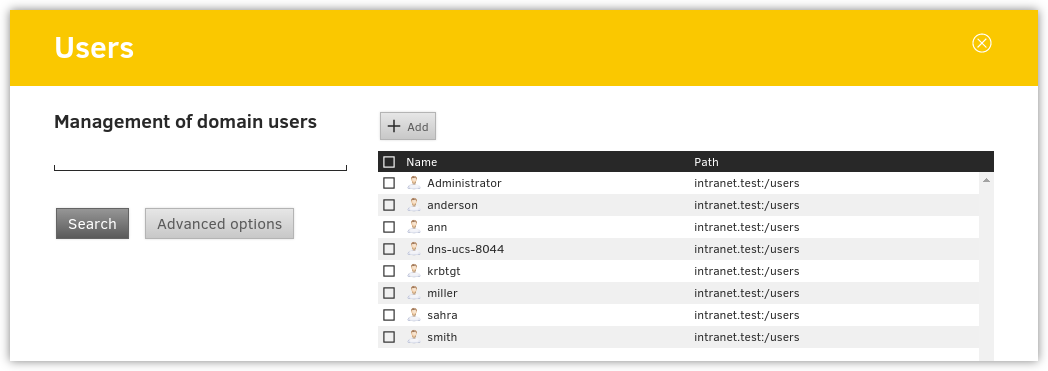 Users
Management of domain users
Search
Advanced options
Add
Name Path
Administrator intranet.test:/users
anderson intranet.test:/users
ann intranet.test:/users
dns-ucs-8044 intranet.test:/users
krbtgt intranet.test:/users
miller intranet.test:/users
sahra intranet.test:/users
smith intranet.test:/users